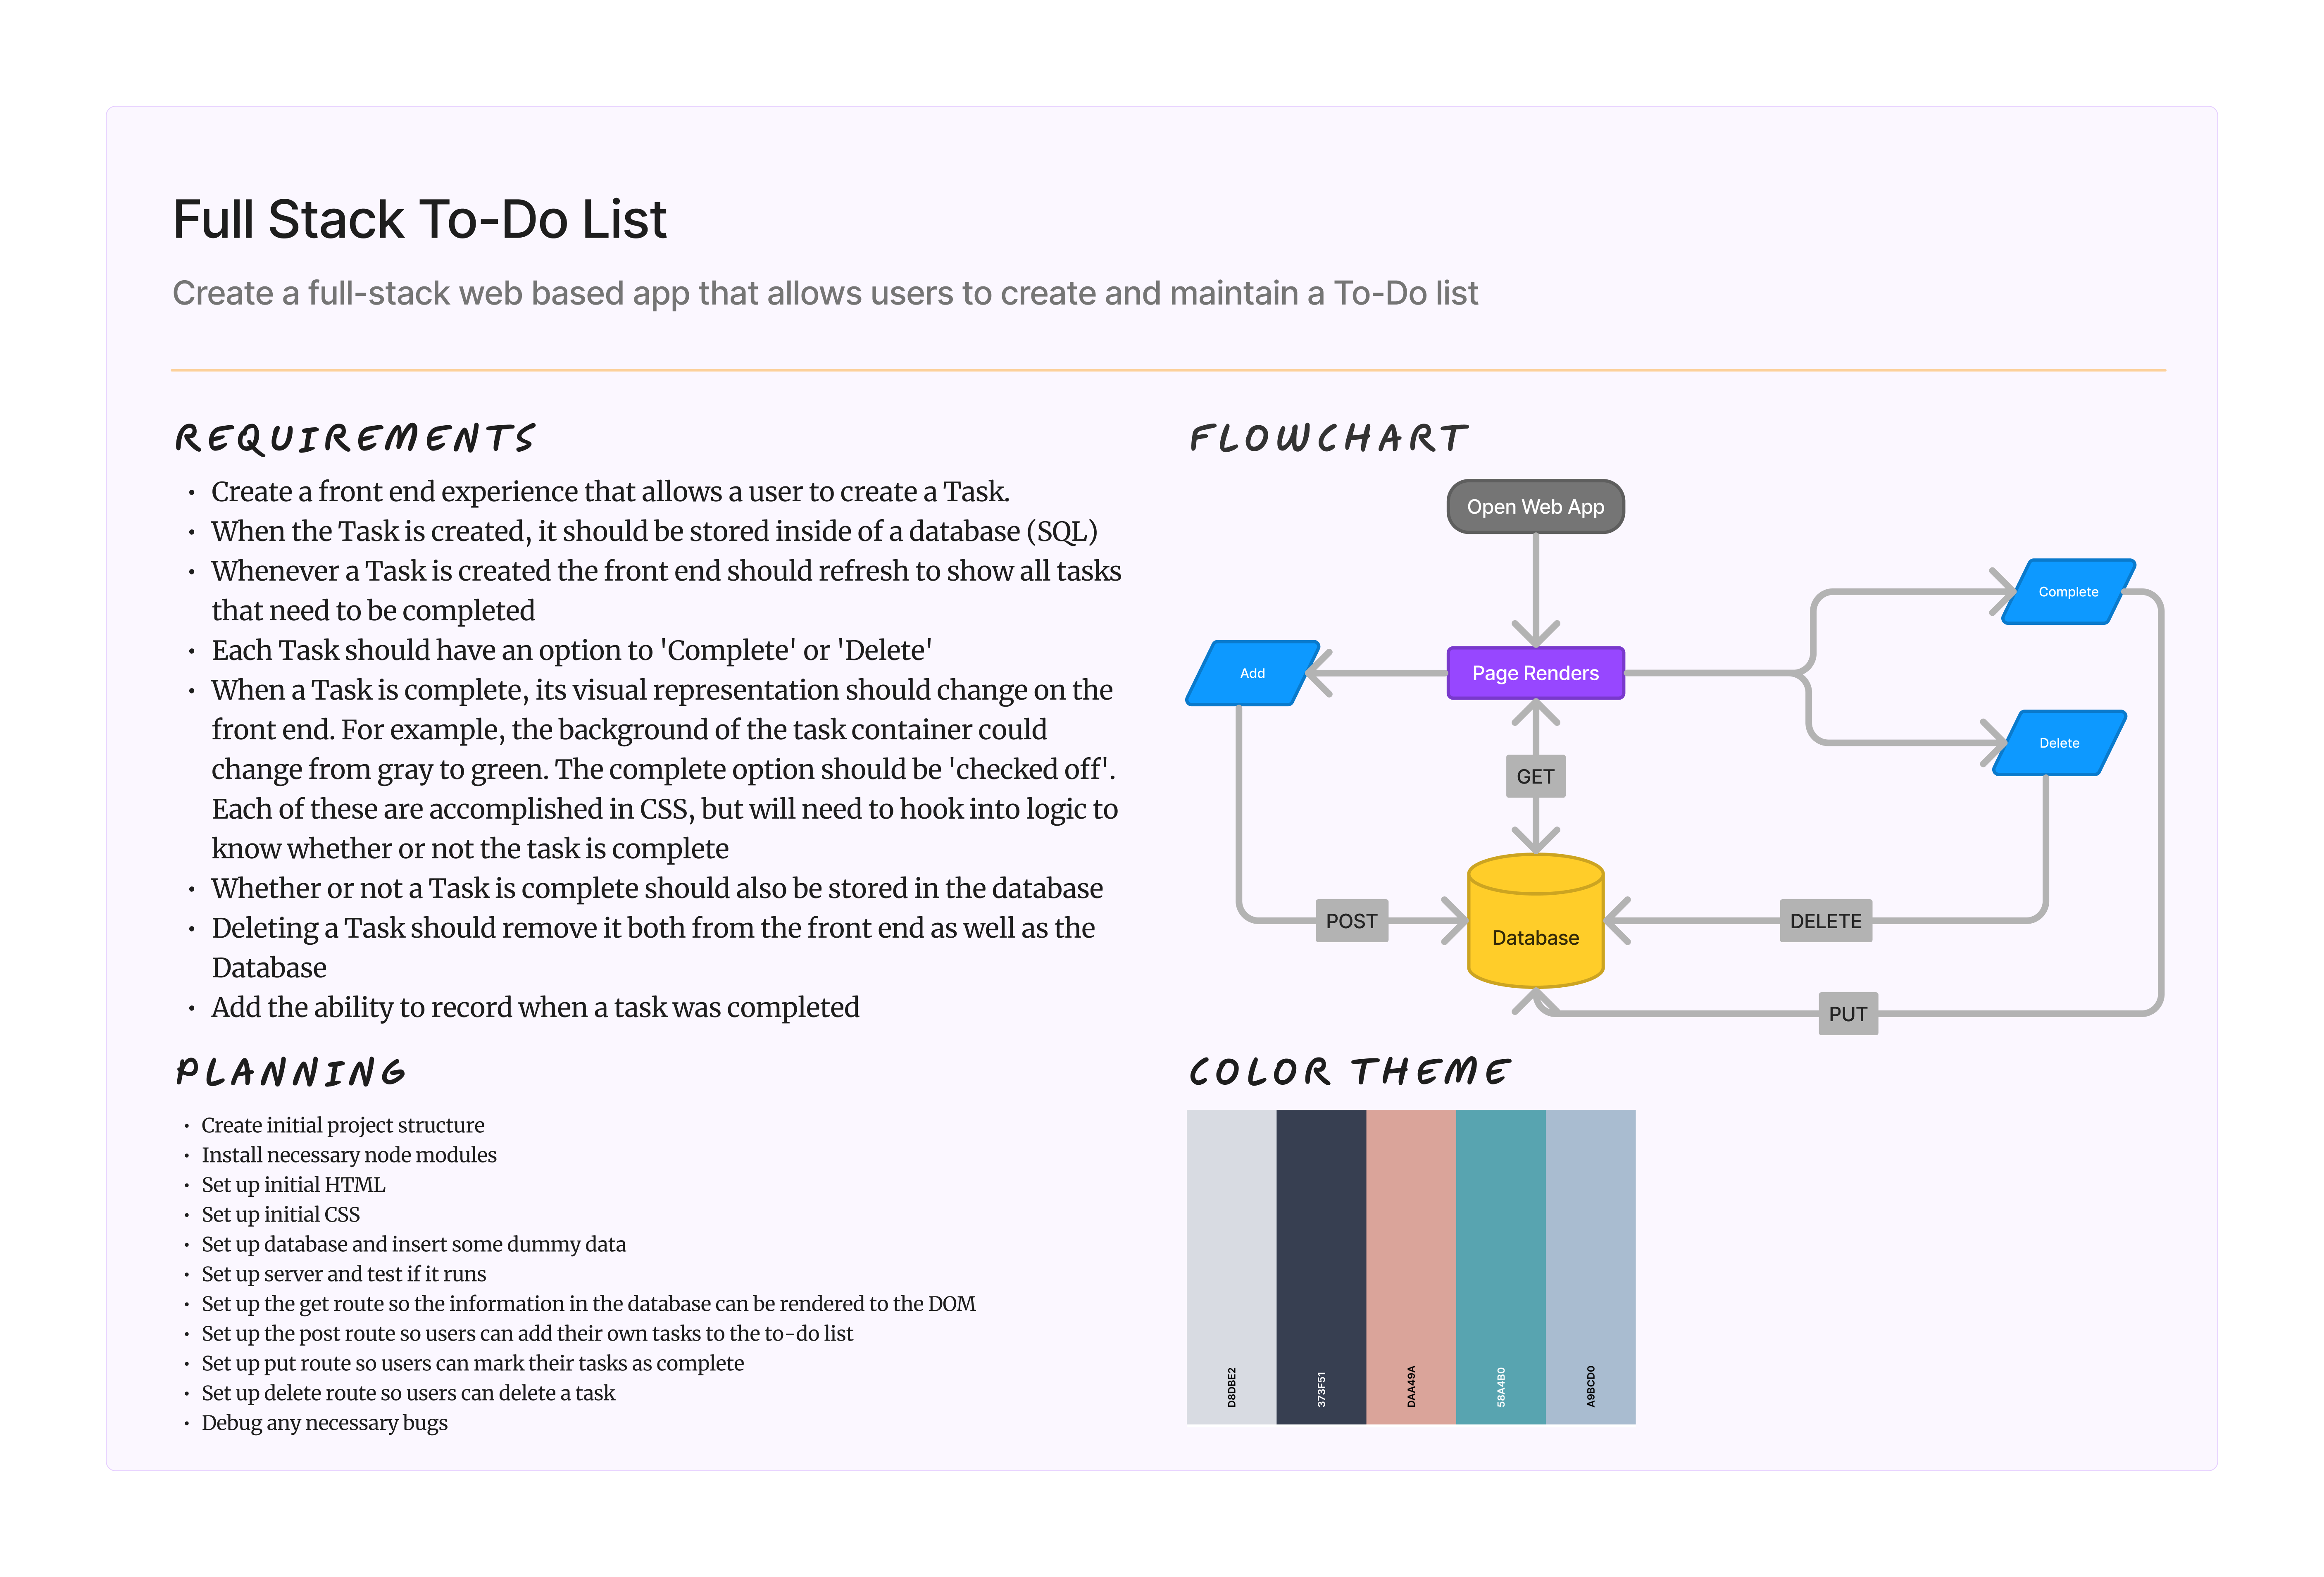 Full Stack To-Do List
Create a full-stack web based app that allows users to create and maintain a To-Do list
REQUIREMENTS
• Create a front end experience that allows a user to create a Task.
• When the Task is created, it should be stored inside of a database (SQL)
• Whenever a Task is created the front end should refresh to show all tasks
that need to be completed
• Each Task should have an option to 'Complete' or 'Delete'
• When a Task is complete, its visual representation should change on the
front end. For example, the background of the task container could
change from gray to green. The complete option should be 'checked off'.
Each of these are accomplished in CSS, but will need to hook into logic to
know whether or not the task is complete
• Whether or not a Task is complete should also be stored in the database
• Deleting a Task should remove it both from the front end as well as the
Database
• Add the ability to record when a task was completed
PLANNING
• Create initial project structure
• Install necessary node modules
• Set up initial HTML
• Set up initial CSS
• Set up database and insert some dummy data
• Set up server and test if it runs
• Set up the get route so the information in the database can be rendered to the DOM
• Set up the post route so users can add their own tasks to the to-do list
• Set up put route so users can mark their tasks as complete
• Set up delete route so users can delete a task
• Debug any necessary bugs
FLOWCHART
Open Web App
Complete
Add
Page Renders
Delete
GET
POST
Database
DELETE
PUT
COLOR THEME
D8DBE2
373F51
DAA49A
58A4B0
A9BCD0